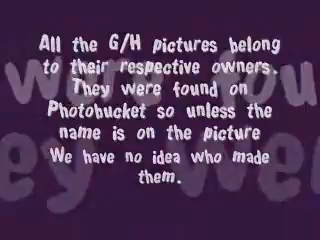 All the G/H pictures belong
to their respective owners.
They were found on
Photobucket so unless the
name is on the picture
We have no idea who made
them.